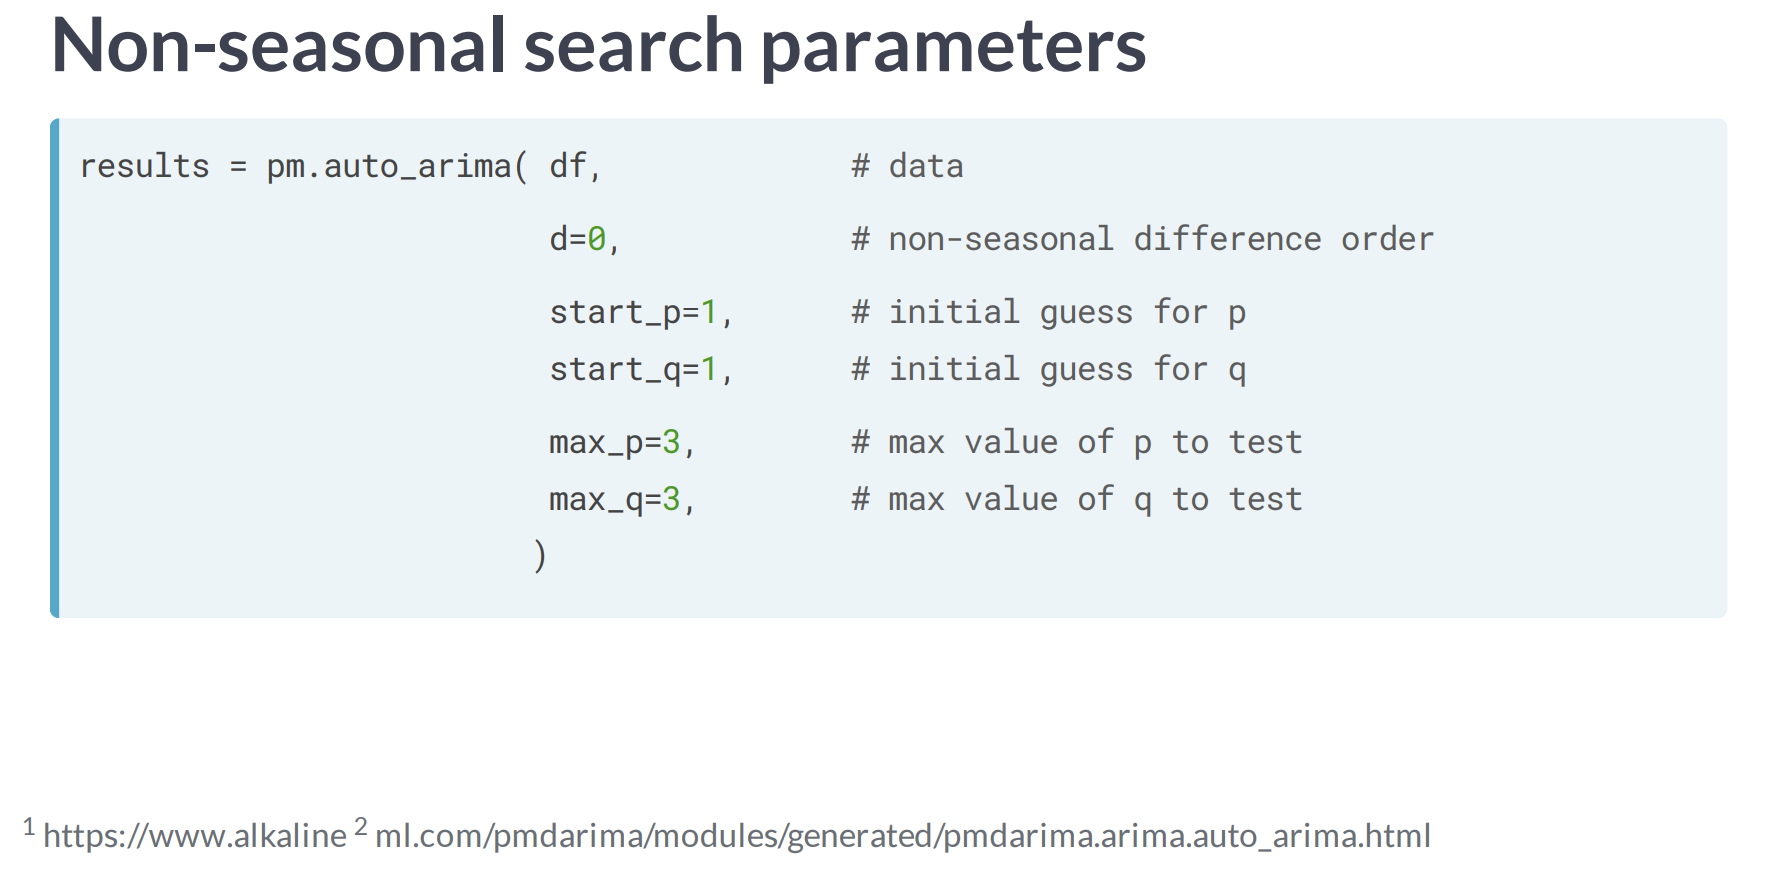 Non-seasonal search parameters
results = pm.auto_arima( df, # data
d=0, # non-seasonal difference order
start_p=1, # initial guess for p
start_q=1, # initial guess for q
max_p=3, # max value of p to test
max_q=3, # max value of q to test
)
1 https://www.alkaline 2 ml.com/pmdarima/modules/generated/pmdarima.arima.auto_arima.html